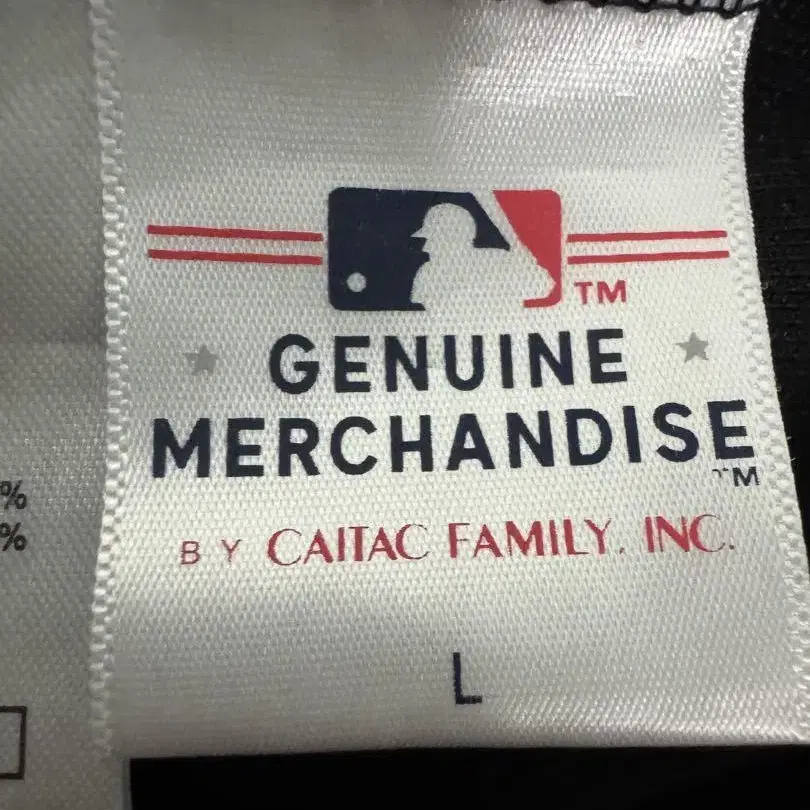 TM
GENUINE
MERCHANDISE
TM
BY CAITAC FAMILY, INC.
L
%
%